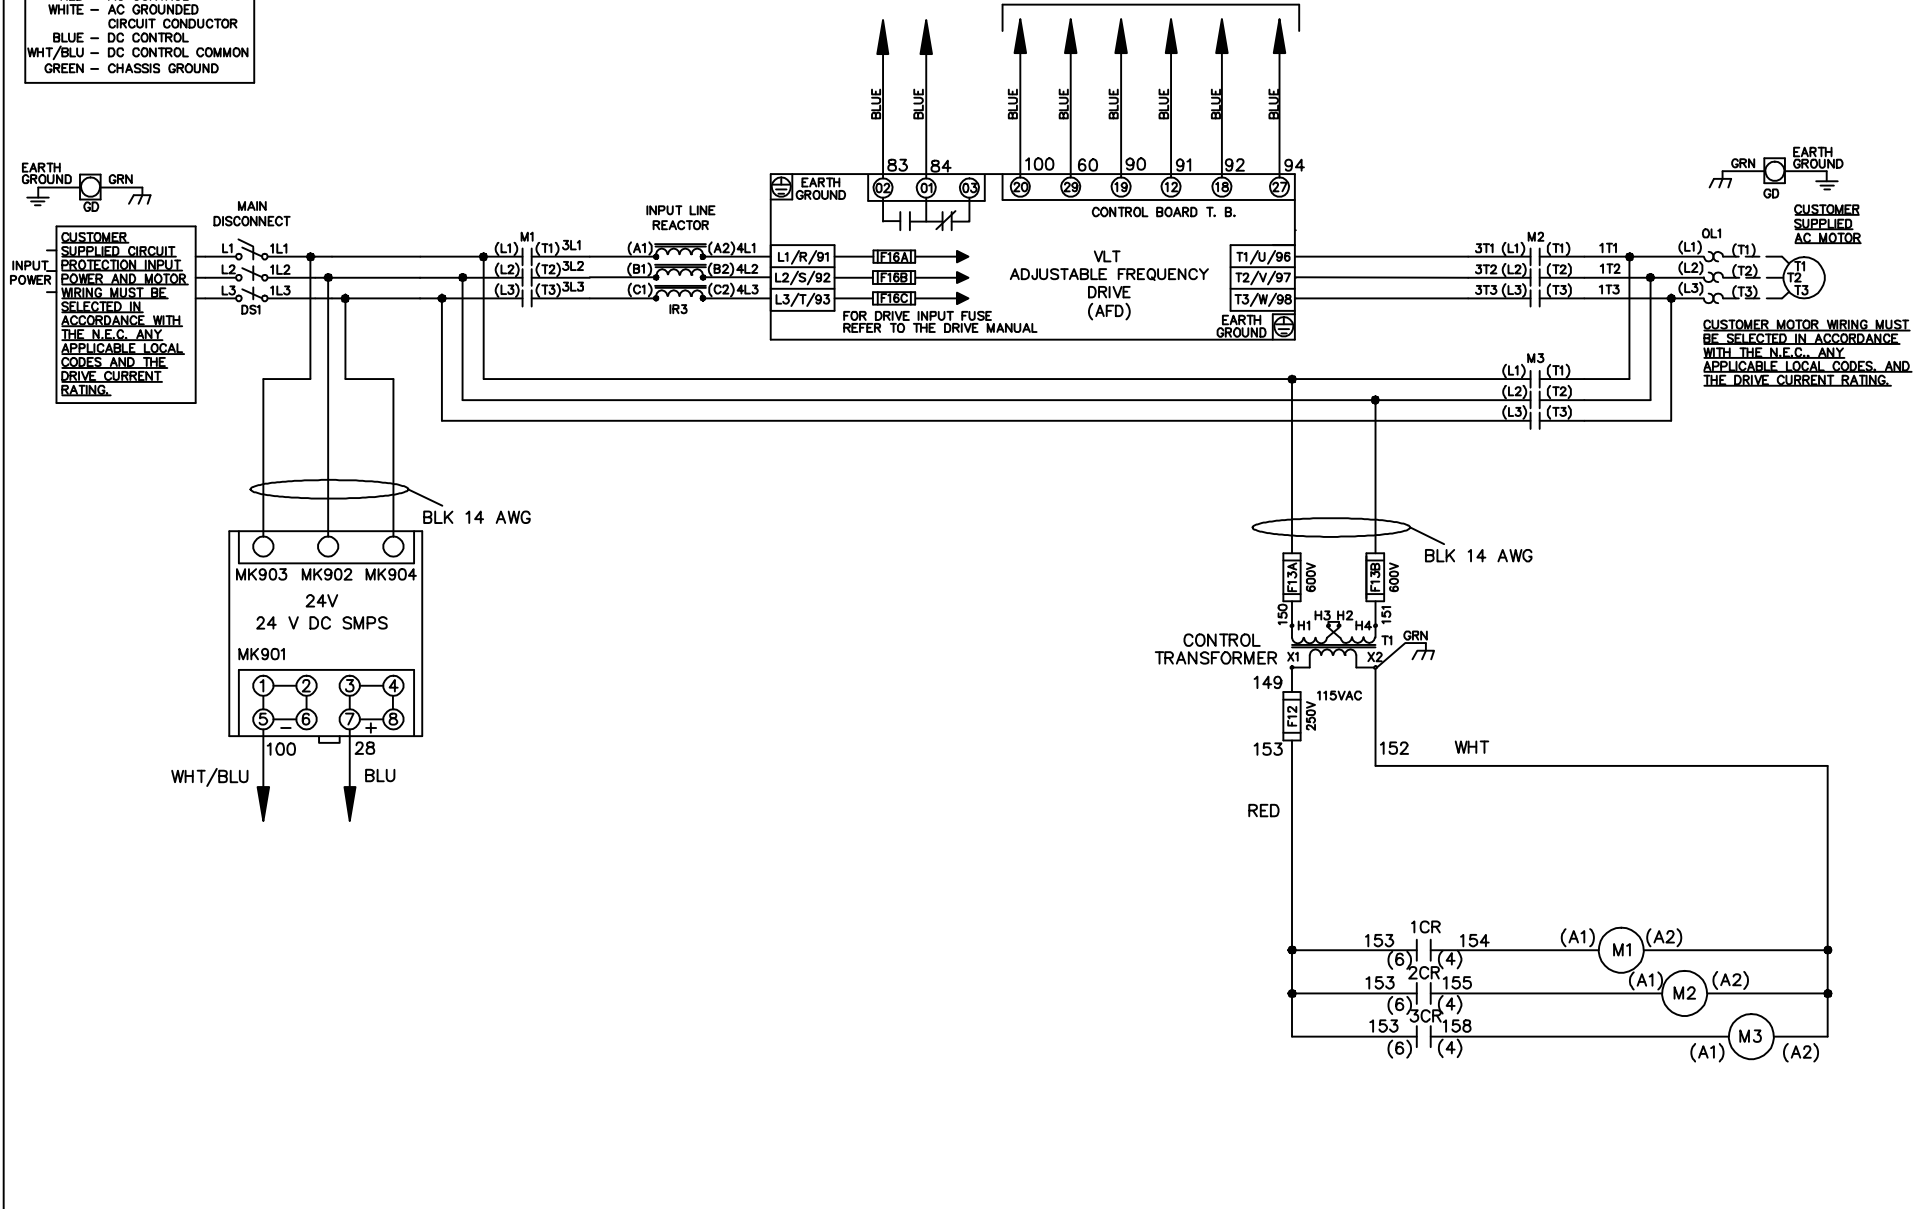 WHITE – AC GROUNDED
CIRCUIT CONDUCTOR
BLUE – DC CONTROL
WHT/BLU – DC CONTROL COMMON
GREEN – CHASSIS GROUND
BLUE
BLUE
BLUE
BLUE
BLUE
BLUE
BLUE
BLUE
83 84 100 60 90 91 92 94
02 01 03 20 29 19 12 18 27
EARTH
GROUND
GRN
GD
MAIN
DISCONNECT
L1 1L1
L2 1L2
L3 1L3
DS1
INPUT
POWER
CUSTOMER
SUPPLIED CIRCUIT
PROTECTION INPUT
POWER AND MOTOR
WIRING MUST BE
SELECTED IN
ACCORDANCE WITH
THE N.E.C. ANY
APPLICABLE LOCAL
CODES AND THE
DRIVE CURRENT
RATING.
M1
(L1) (T1) 3L1
(L2) (T2) 3L2
(L3) (T3) 3L3
INPUT LINE
REACTOR
(A1) (A2) 4L1
(B1) (B2) 4L2
(C1) (C2) 4L3
IR3
EARTH
GROUND
CONTROL BOARD T. B.
L1/R/91
L2/S/92
L3/T/93
F16A
F16B
F16C
FOR DRIVE INPUT FUSE
REFER TO THE DRIVE MANUAL
VLT
ADJUSTABLE FREQUENCY
DRIVE
(AFD)
T1/U/96
T2/V/97
T3/W/98
EARTH
GROUND
M2
3T1 (L1) (T1) 1T1
3T2 (L2) (T2) 1T2
3T3 (L3) (T3) 1T3
OL1
(L1) (T1)
(L2) (T2)
(L3) (T3)
T1
T2
T3
GRN
GD
EARTH
GROUND
CUSTOMER
SUPPLIED
AC MOTOR
CUSTOMER MOTOR WIRING MUST
BE SELECTED IN ACCORDANCE
WITH THE N.E.C., ANY
APPLICABLE LOCAL CODES, AND
THE DRIVE CURRENT RATING.
M3
(L1) (T1)
(L2) (T2)
(L3) (T3)
BLK 14 AWG
MK903 MK902 MK904
24V
24 V DC SMPS
MK901
1 2 3 4
5 6 7 8
– +
100 28
WHT/BLU BLU
BLK 14 AWG
F13A
600V
F13B
600V
150
151
H1 H3 H2 H4
T1
GRN
CONTROL
TRANSFORMER
X1 X2
149
115VAC
F12
250V
153
152 WHT
RED
1CR
153 154 (A1) M1 (A2)
(6) (4)
2CR
153 155 (A1) M2 (A2)
(6) (4)
3CR
153 158 M3
(6) (4) (A1) (A2)